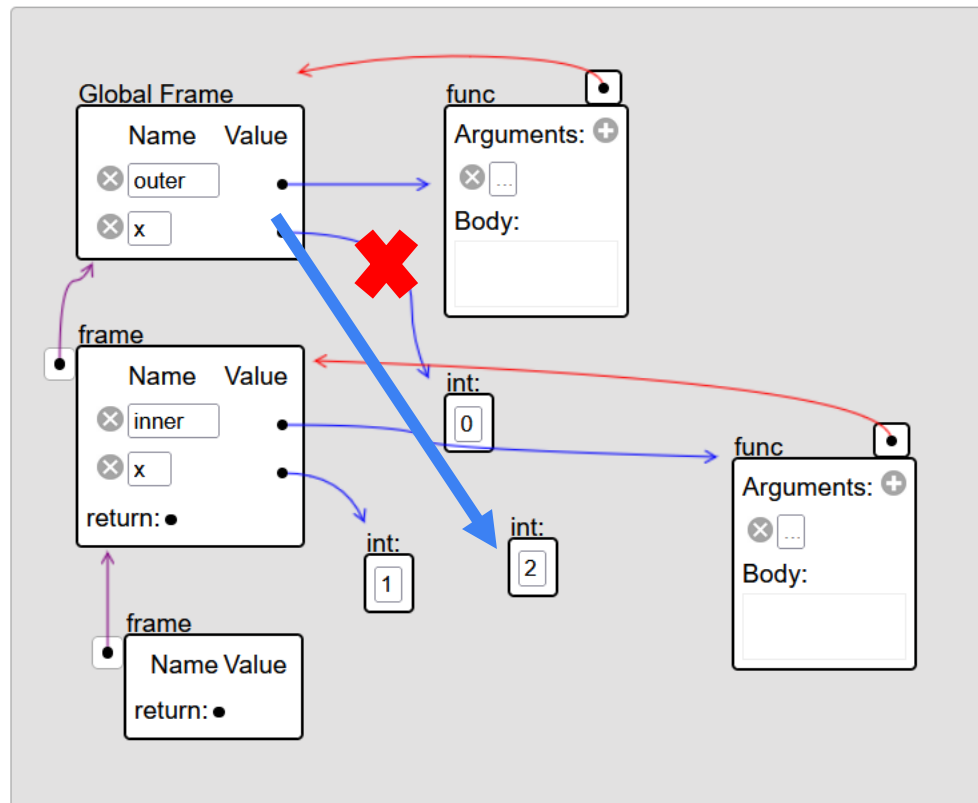 Global Frame
Name Value
outer
x
func
Arguments:
...
Body:
frame
Name Value
inner
x
return:
int:
0
int:
1
int:
2
func
Arguments:
...
Body:
frame
Name Value
return: